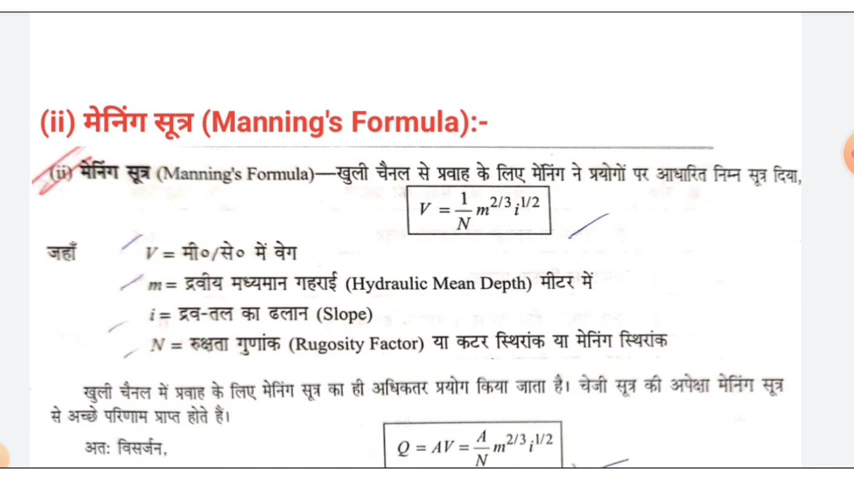 (ii) मेनिंग सूत्र (Manning's Formula):-
(ii) मेनिंग सूत्र (Manning's Formula)—खुली चैनल से प्रवाह के लिए मेनिंग ने प्रयोगों पर आधारित निम्न सूत्र दिया,
V = 1/N m^2/3 i^1/2
जहाँ V = मी०/से० में वेग
m = द्रवीय मध्यमान गहराई (Hydraulic Mean Depth) मीटर में
i = द्रव-तल का ढलान (Slope)
N = रुक्षता गुणांक (Rugosity Factor) या कटर स्थिरांक या मेनिंग स्थिरांक
खुली चैनल में प्रवाह के लिए मेनिंग सूत्र का ही अधिकतर प्रयोग किया जाता है। चेजी सूत्र की अपेक्षा मेनिंग सूत्र
से अच्छे परिणाम प्राप्त होते हैं।
अतः विसर्जन, Q = AV = A/N m^2/3 i^1/2